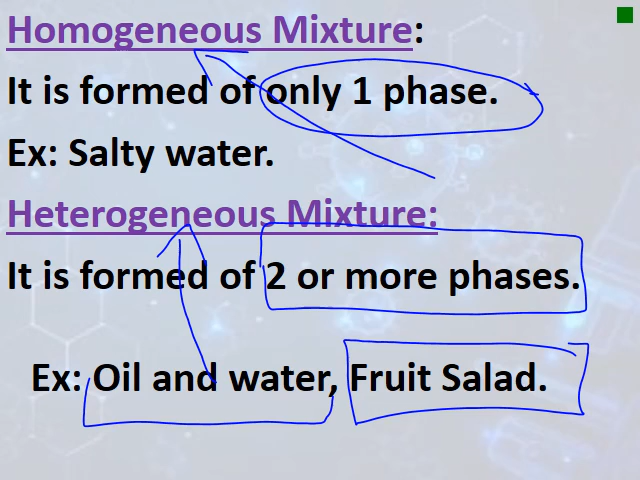 Homogeneous Mixture:
It is formed of only 1 phase.
Ex: Salty water.
Heterogeneous Mixture:
It is formed of 2 or more phases.
Ex: Oil and water, Fruit Salad.